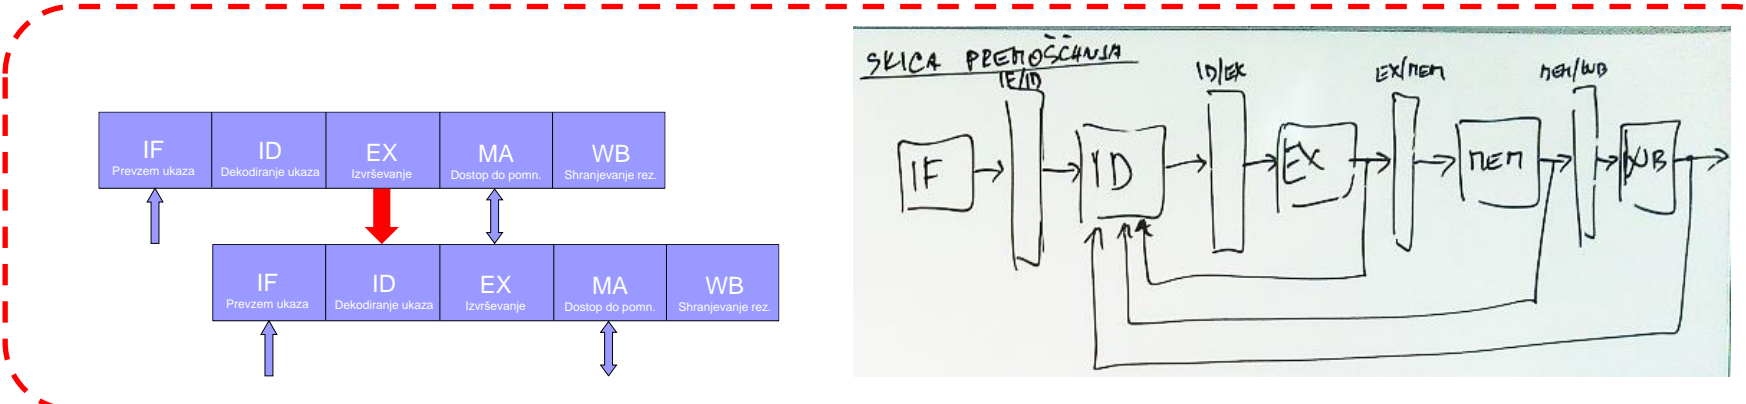 IF
Prevzem ukaza
ID
Dekodiranje ukaza
EX
Izvrševanje
MA
Dostop do pomn.
WB
Shranjevanje rez.
IF
Prevzem ukaza
ID
Dekodiranje ukaza
EX
Izvrševanje
MA
Dostop do pomn.
WB
Shranjevanje rez.
SKICA PREMOŠČANJA
IF/ID
ID/EX
EX/MEM
MEM/WB
IF
ID
EX
MEM
WB